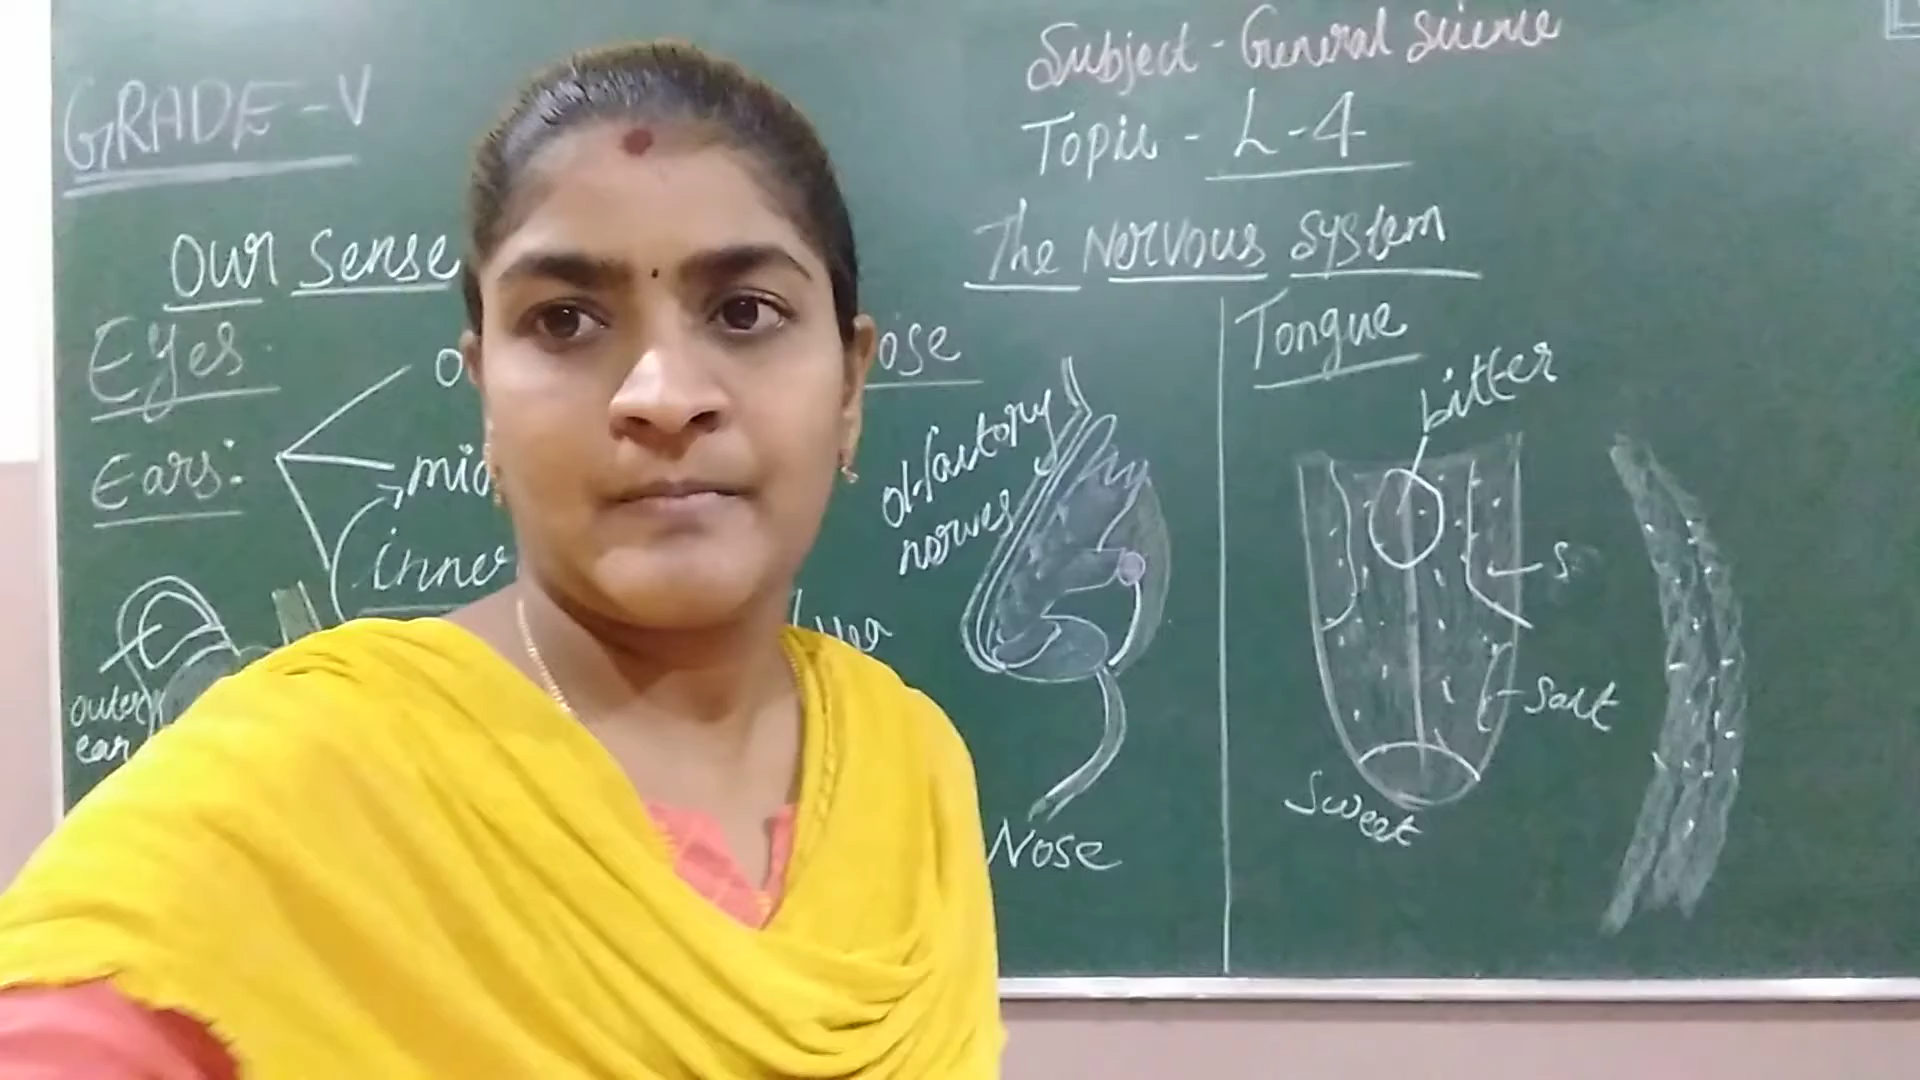 GRADE-V
Subject - General Science
Topic - L-4
Our Sense
The Nervous System
Eyes
Ears:
mid
inner
outer
ear
ose
olfactory
nerves
Nose
Tongue
bitter
S
Salt
Sweet